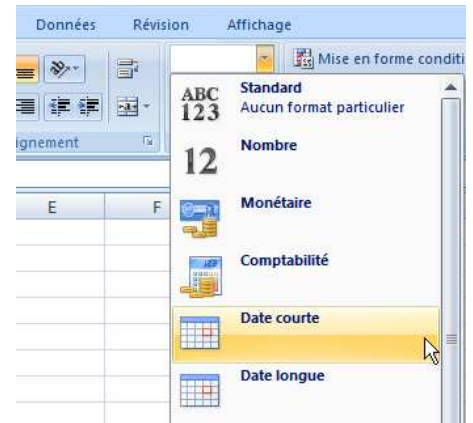 Données Révision Affichage
Mise en forme conditi
ABC
123
Standard
Aucun format particulier
12
Nombre
ignement
Monétaire
E F
Comptabilité
Date courte
Date longue